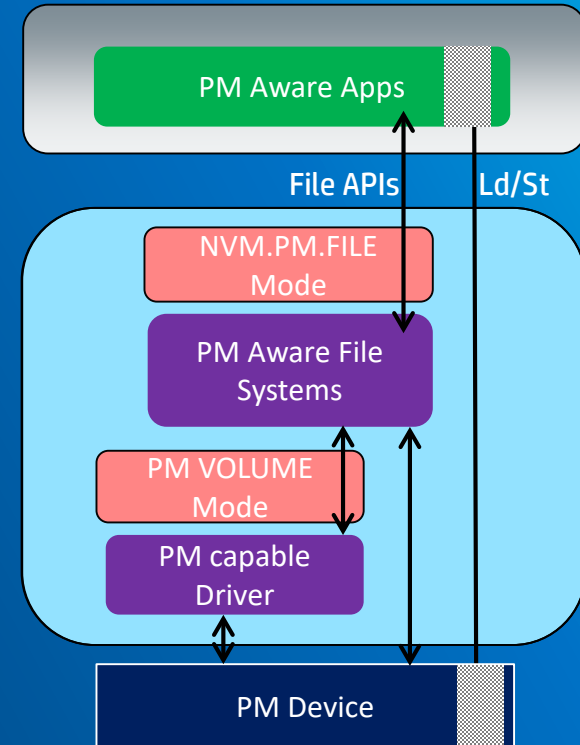 PM Aware Apps
File APIs
Ld/St
NVM.PM.FILE
Mode
PM Aware File
Systems
PM VOLUME
Mode
PM capable
Driver
PM Device